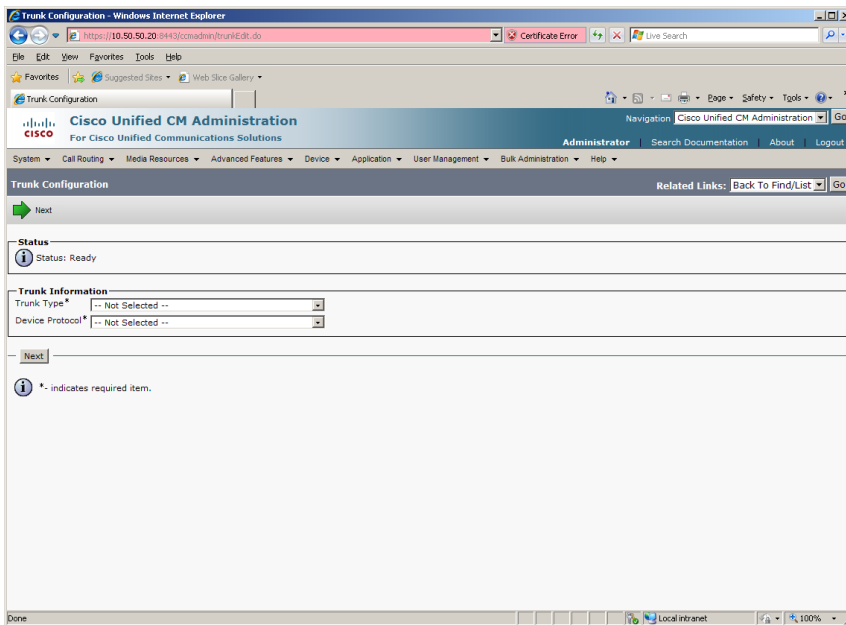 Trunk Configuration - Windows Internet Explorer
https://10.50.50.20:8443/ccmadmin/trunkEdit.do
Certificate Error
Live Search
File Edit View Favorites Tools Help
Favorites Suggested Sites Web Slice Gallery
Trunk Configuration
Page Safety Tools
CISCO
Cisco Unified CM Administration
For Cisco Unified Communications Solutions
Navigation Cisco Unified CM Administration Go
Administrator | Search Documentation | About | Logout
System Call Routing Media Resources Advanced Features Device Application User Management Bulk Administration Help
Trunk Configuration
Related Links: Back To Find/List Go
Next
Status
Status: Ready
Trunk Information
Trunk Type* -- Not Selected --
Device Protocol* -- Not Selected --
Next
*- indicates required item.
Done
Local intranet
100%